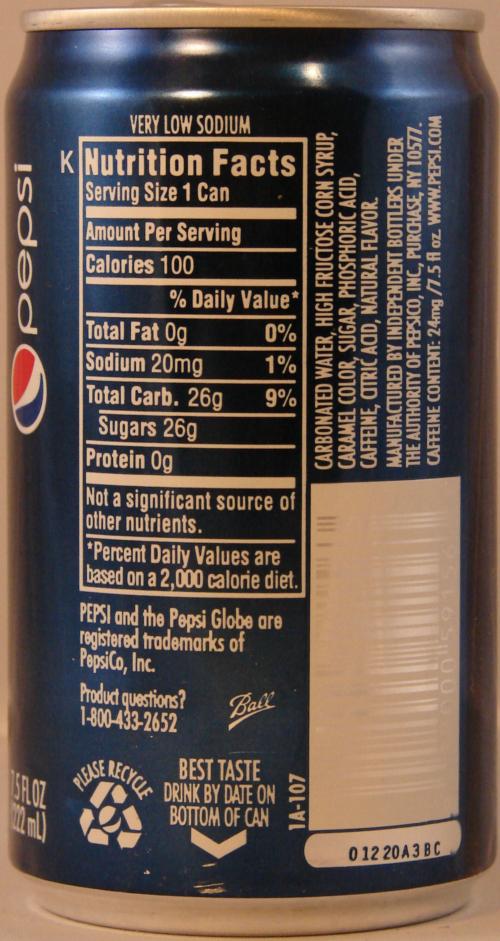 pepsi
7.5 FL OZ
(222 mL)
VERY LOW SODIUM
K
Nutrition Facts
Serving Size 1 Can
Amount Per Serving
Calories 100
% Daily Value*
Total Fat 0g 0%
Sodium 20mg 1%
Total Carb. 26g 9%
Sugars 26g
Protein 0g
Not a significant source of
other nutrients.
*Percent Daily Values are
based on a 2,000 calorie diet.
PEPSI and the Pepsi Globe are
registered trademarks of
PepsiCo, Inc.
Product questions?
1-800-433-2652
Ball
PLEASE RECYCLE
BEST TASTE
DRINK BY DATE ON
BOTTOM OF CAN
1A-107
CARBONATED WATER, HIGH FRUCTOSE CORN SYRUP,
CARAMEL COLOR, SUGAR, PHOSPHORIC ACID,
CAFFEINE, CITRIC ACID, NATURAL FLAVOR.
MANUFACTURED BY INDEPENDENT BOTTLERS UNDER
THE AUTHORITY OF PEPSICO, INC., PURCHASE, NY 10577.
CAFFEINE CONTENT: 24mg /7.5 fl oz. WWW.PEPSI.COM
0 12 20 A 3 B C